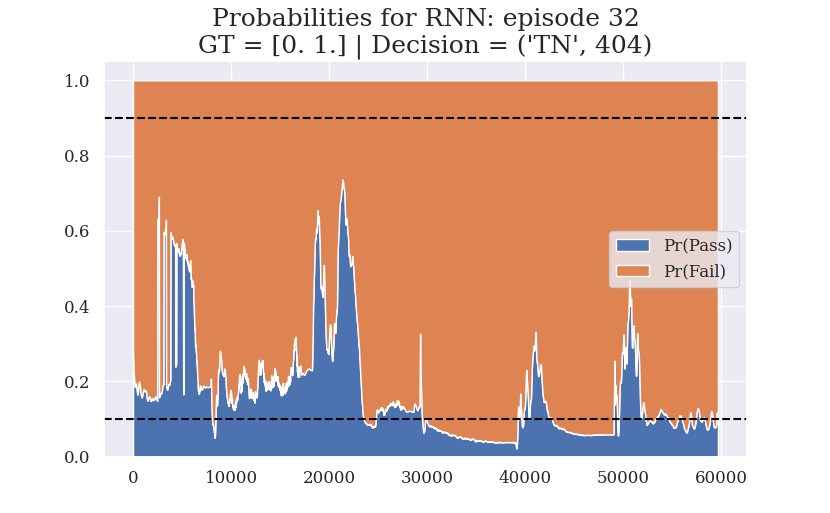 Probabilities for RNN: episode 32
GT = [0. 1.] | Decision = ('TN', 404)
1.0
0.8
0.6
0.4
0.2
0.0
Pr(Pass)
Pr(Fail)
0 10000 20000 30000 40000 50000 60000